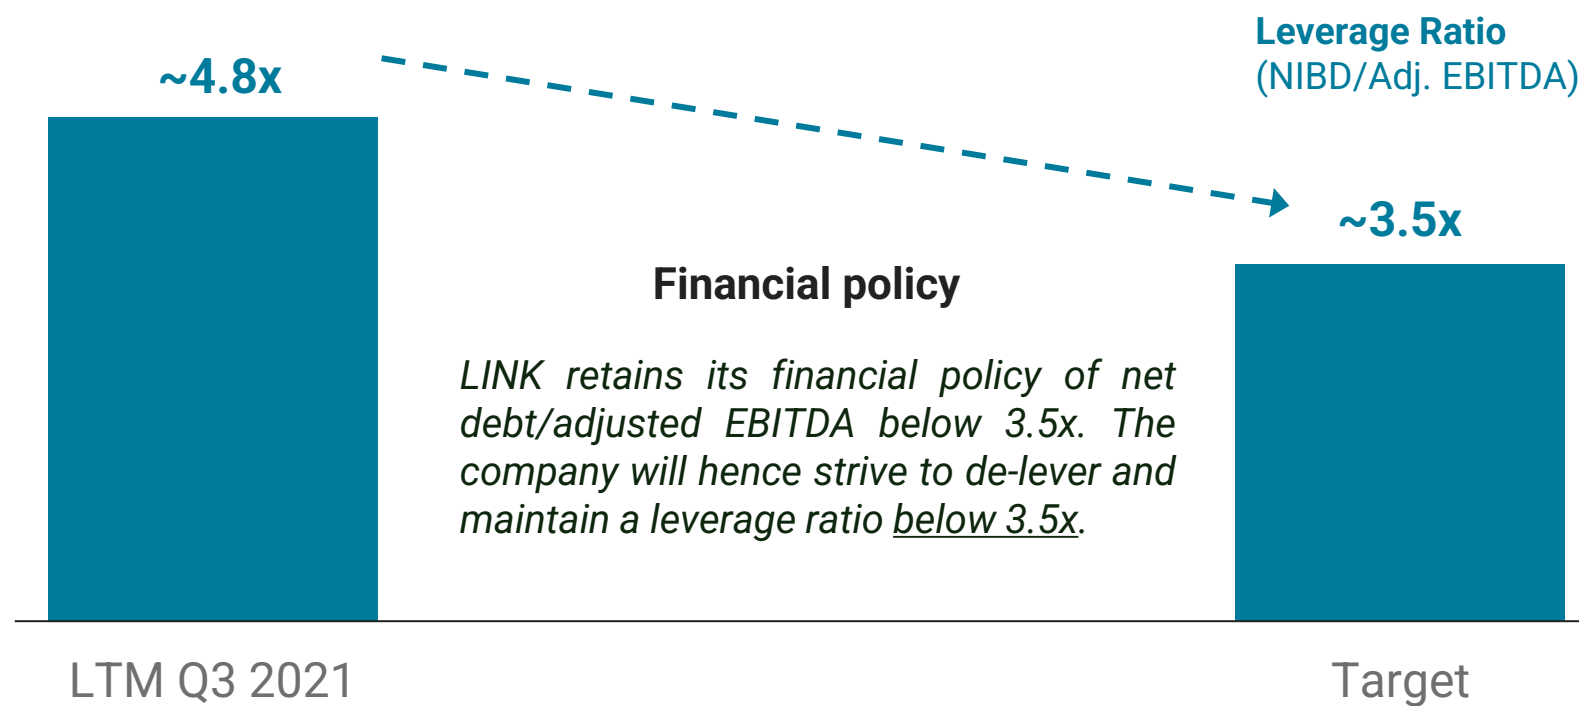 Leverage Ratio
(NIBD/Adj. EBITDA)
~4.8x
~3.5x
Financial policy
LINK retains its financial policy of net
debt/adjusted EBITDA below 3.5x. The
company will hence strive to de-lever and
maintain a leverage ratio below 3.5x.
LTM Q3 2021
Target